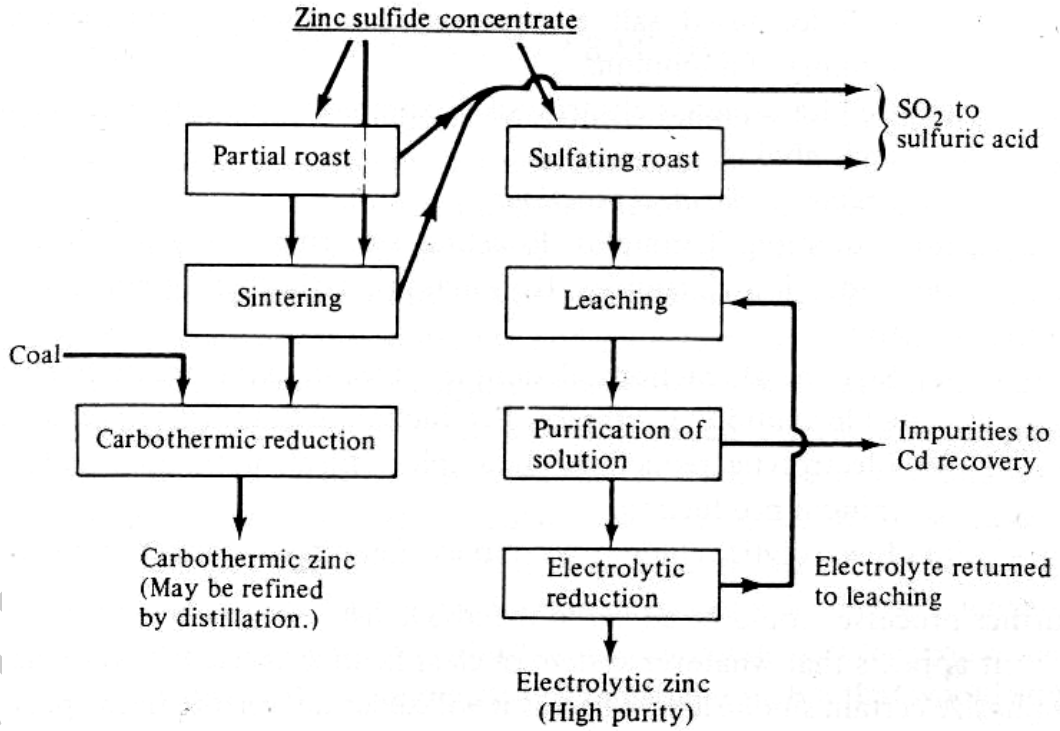 Zinc sulfide concentrate
Partial roast
Sulfating roast
SO₂ to
sulfuric acid
Sintering
Leaching
Coal
Carbothermic reduction
Purification of
solution
Impurities to
Cd recovery
Carbothermic zinc
(May be refined
by distillation.)
Electrolytic
reduction
Electrolyte returned
to leaching
Electrolytic zinc
(High purity)